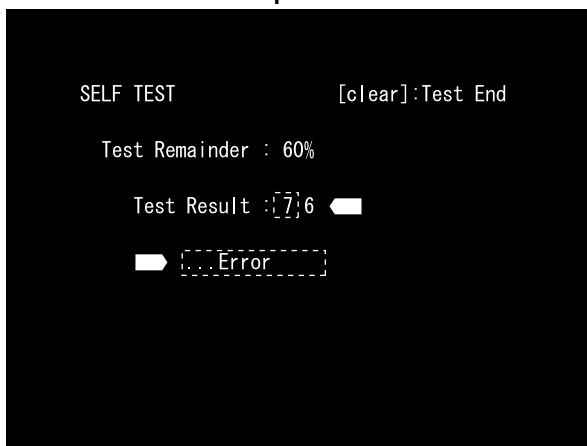 SELF TEST [clear]:Test End
Test Remainder : 60%
Test Result :76
...Error